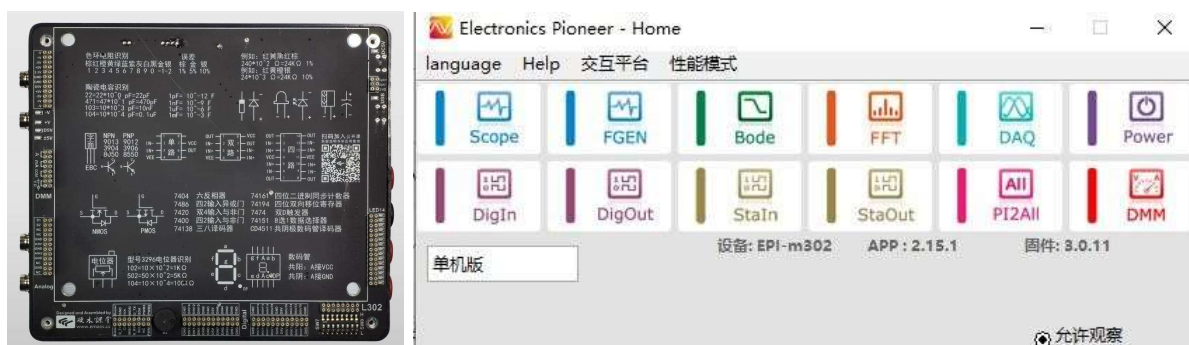 色环电阻识别 误差
棕红橙黄绿蓝紫灰白黑金银 棕 金 银
1 2 3 4 5 6 7 8 9 0 -1-2 1% 5% 10%
例如: 红黄黑红棕
240*10^2 Ω=24KΩ 1%
例如: 红黄橙银
24*10^3 Ω=24KΩ 10%
陶瓷电容识别
22=22*10^0 pF=22pF 1pF= 10^-12 F
471=47*10^1 pF=470pF 1nF= 10^-9 F
103=10*10^3 pF=10nF 1uF= 10^-6 F
104=10*10^4 pF=0.1uF 1mF= 10^-3 F
NPN PNP
9013 9012
3904 3906
8050 8550
EBC
单路
双路
四路
扫码加入公开课
DMM
NMOS
PMOS
7404 六反相器
7486 四2输入异或门
7420 双4输入与非门
7400 四2输入与非门
74138 三八译码器
74161 四位二进制同步计数器
74194 四位双向移位寄存器
7474 双D触发器
74151 8选1数据选择器
CD4511 共阴极数码管译码器
电位器
型号3296电位器识别
102=10*10^2=1KΩ
502=50*10^2=5KΩ
数码管
共阳: A接VCC
共阴: A接GND
Analog
Digital
L302
Designed and Assembled by
Electronics Pioneer - Home
language Help 交互平台 性能模式
Scope FGEN Bode FFT DAQ Power
DigIn DigOut StaIn StaOut PI2All DMM
设备: EPI-m302 APP : 2.15.1 固件: 3.0.11
单机版
允许观察